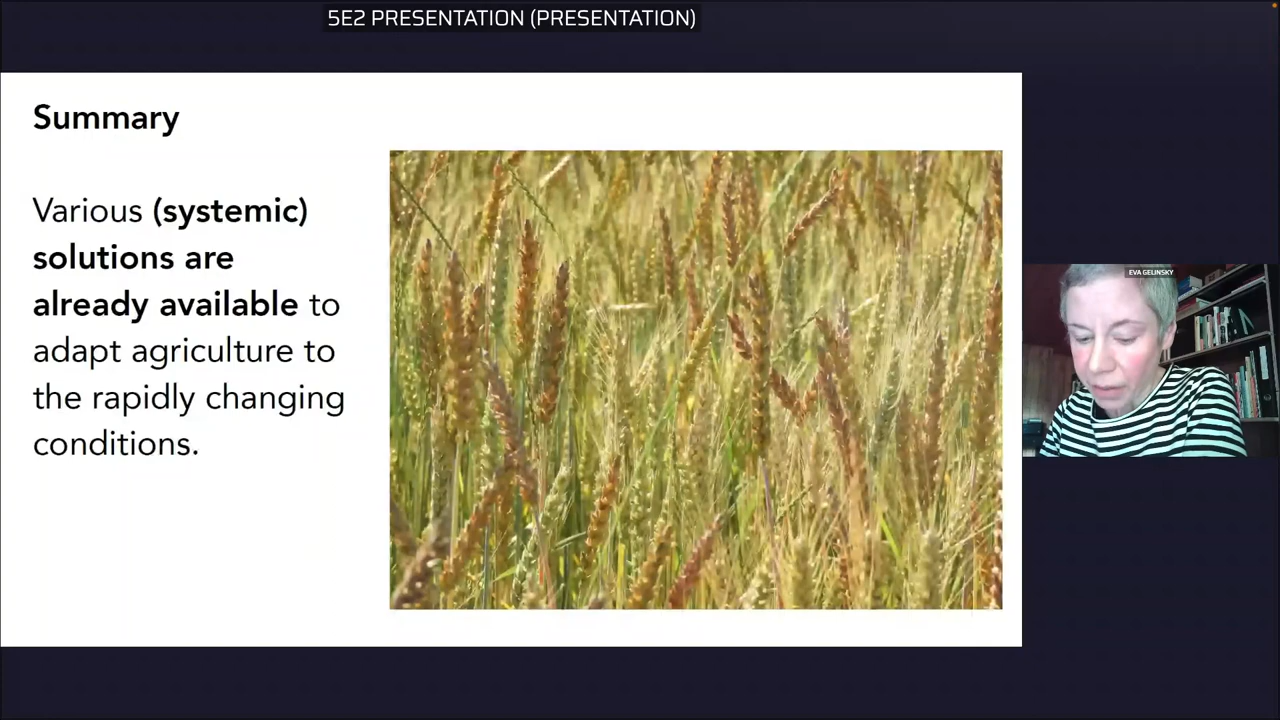 5E2 PRESENTATION (PRESENTATION)
Summary
Various (systemic)
solutions are
already available to
adapt agriculture to
the rapidly changing
conditions.
EVA GELINSKY